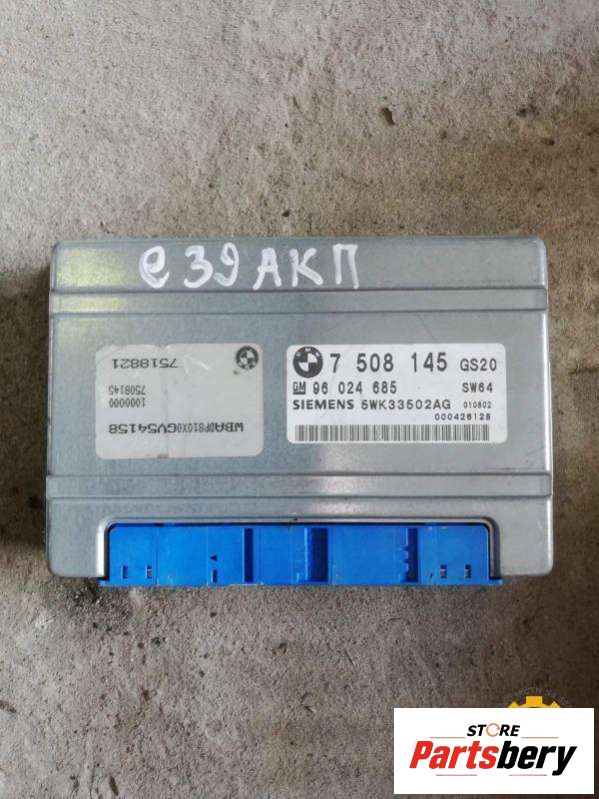 e39 АКП
7518821
7508145
1000000
WBADP810X0GV54158
7 508 145 GS20
GM 96 024 685 SW64
SIEMENS 5WK33502AG 010802
000426128
STORE
Partsbery